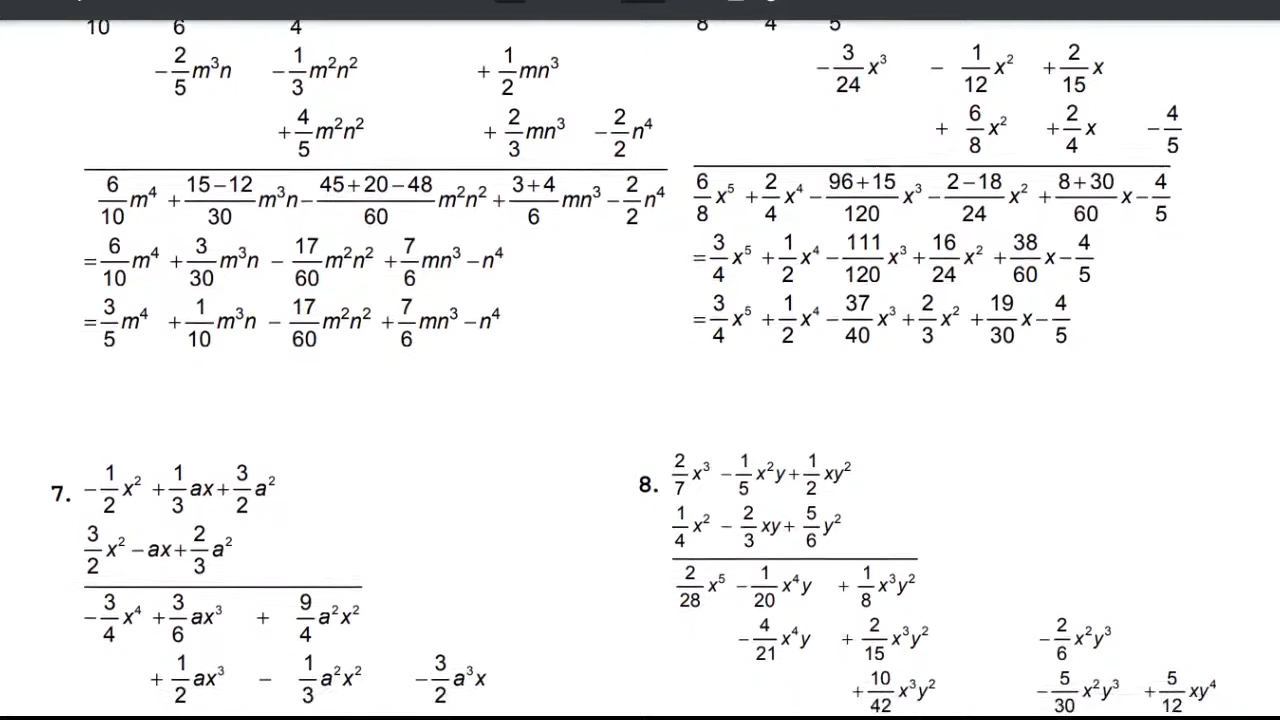 10 6 4
-2/5 m³n -1/3 m²n² +1/2 mn³
+4/5 m²n² +2/3 mn³ -2/2 n⁴
6/10 m⁴ +(15-12)/30 m³n-(45+20-48)/60 m²n²+(3+4)/6 mn³-2/2 n⁴
=6/10 m⁴ +3/30 m³n -17/60 m²n² +7/6 mn³-n⁴
=3/5 m⁴ +1/10 m³n -17/60 m²n² +7/6 mn³-n⁴
8 4 5
-3/24 x³ -1/12 x² +2/15 x
+6/8 x² +2/4 x -4/5
6/8 x⁵ +2/4 x⁴ -(96+15)/120 x³ -(2-18)/24 x² +(8+30)/60 x-4/5
=3/4 x⁵ +1/2 x⁴ -111/120 x³+16/24 x² +38/60 x-4/5
=3/4 x⁵ +1/2 x⁴ -37/40 x³+2/3 x² +19/30 x-4/5
7. -1/2 x² +1/3 ax+3/2 a²
3/2 x² -ax+2/3 a²
-3/4 x⁴ +3/6 ax³ + 9/4 a²x²
+1/2 ax³ - 1/3 a²x² -3/2 a³x
8. 2/7 x³ -1/5 x²y+1/2 xy²
1/4 x² -2/3 xy+5/6 y²
2/28 x⁵ -1/20 x⁴y +1/8 x³y²
-4/21 x⁴y +2/15 x³y² -2/6 x²y³
+10/42 x³y² -5/30 x²y³ +5/12 xy⁴